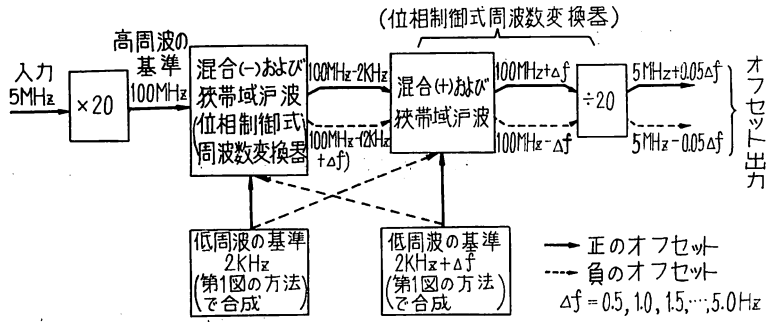 (位相制御式周波数変換器)
入力
5MHz
×20
高周波の
基準
100MHz
混合(-)および
狭帯域沪波
(位相制御式
周波数変換器)
100MHz-2KHz
100MHz-(2KHz
+Δf)
混合(+)および
狭帯域沪波
100MHz+Δf
100MHz-Δf
÷20
5MHz+0.05Δf
5MHz-0.05Δf
オフセット出力
低周波の基準
2KHz
(第1図の方法
で合成)
低周波の基準
2KHz+Δf
(第1図の方法
で合成)
正のオフセット
負のオフセット
Δf=0.5, 1.0, 1.5,…,5.0Hz